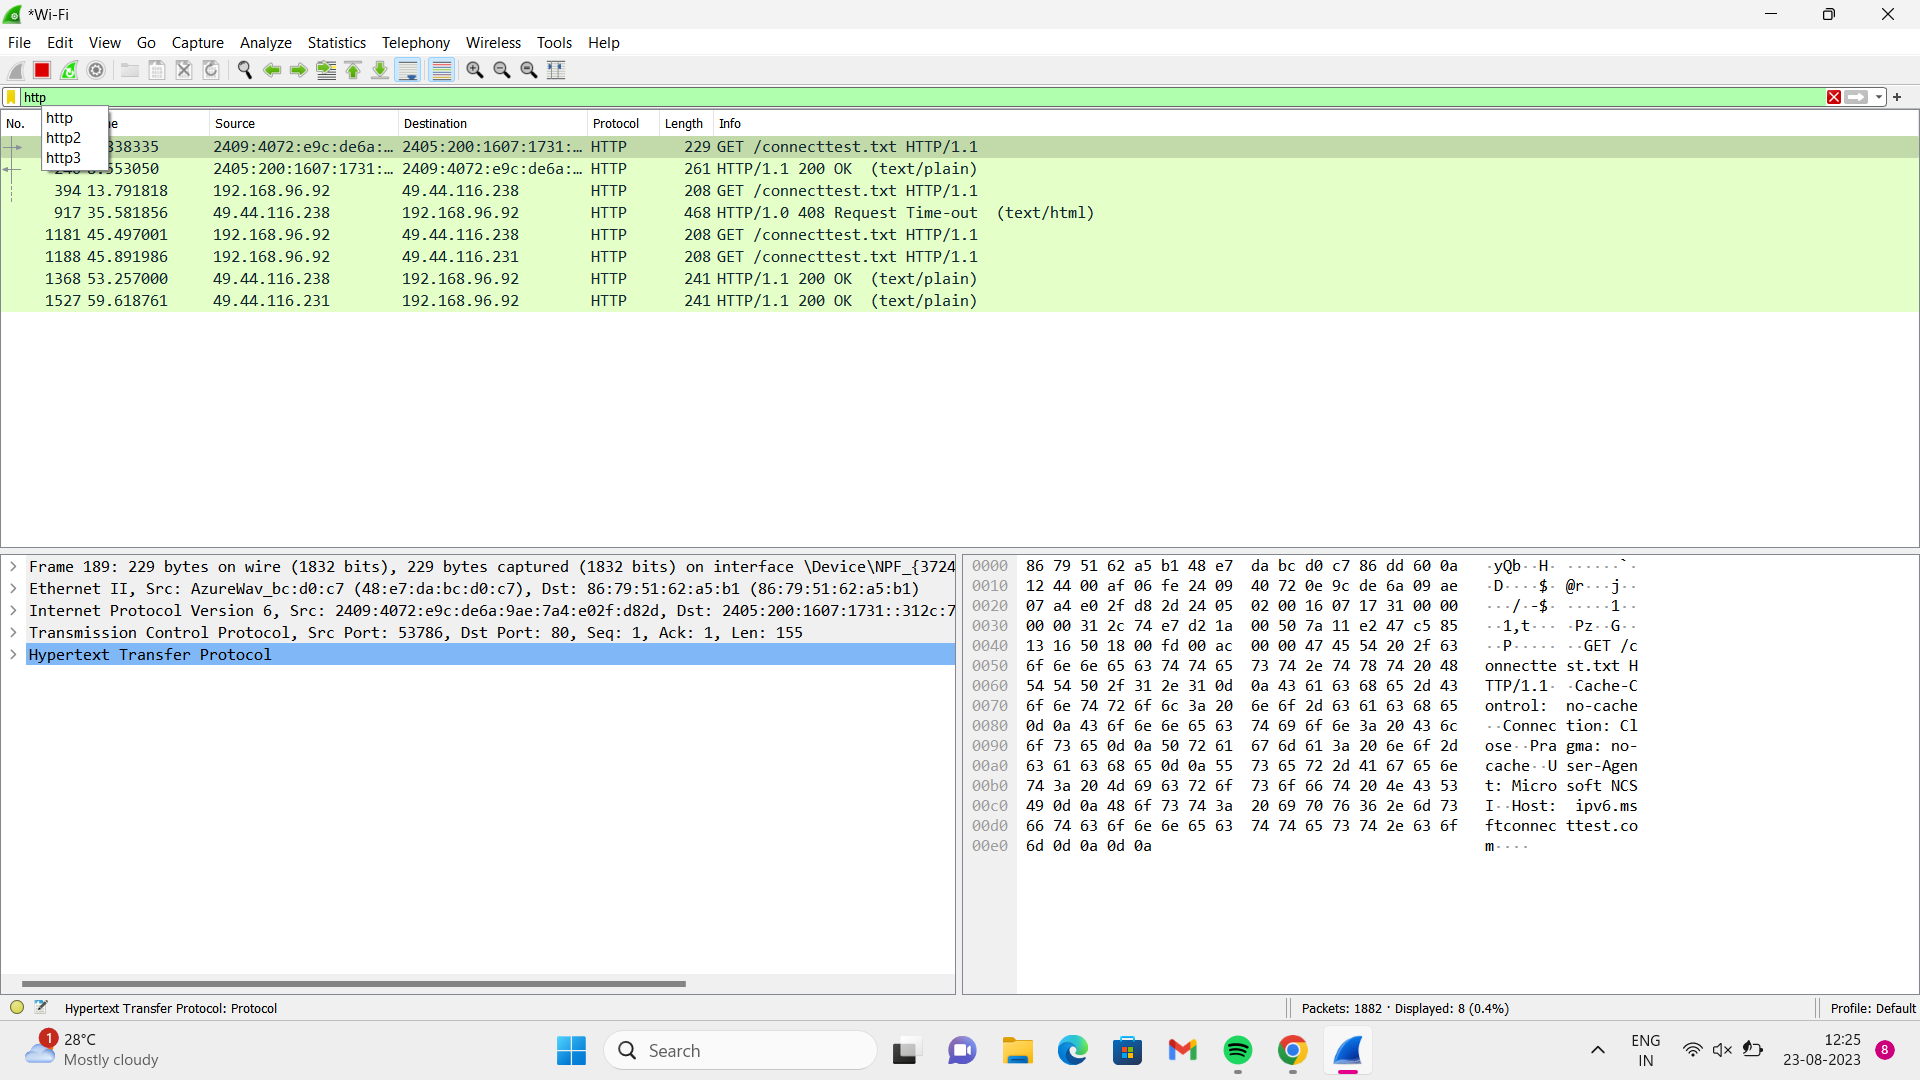 *Wi-Fi
File Edit View Go Capture Analyze Statistics Telephony Wireless Tools Help
http
http
http2
http3
No. Source Destination Protocol Length Info
338335 2409:4072:e9c:de6a:… 2405:200:1607:1731:… HTTP 229 GET /connecttest.txt HTTP/1.1
2405:200:1607:1731:… 2409:4072:e9c:de6a:… HTTP 261 HTTP/1.1 200 OK (text/plain)
394 13.791818 192.168.96.92 49.44.116.238 HTTP 208 GET /connecttest.txt HTTP/1.1
917 35.581856 49.44.116.238 192.168.96.92 HTTP 468 HTTP/1.0 408 Request Time-out (text/html)
1181 45.497001 192.168.96.92 49.44.116.238 HTTP 208 GET /connecttest.txt HTTP/1.1
1188 45.891986 192.168.96.92 49.44.116.231 HTTP 208 GET /connecttest.txt HTTP/1.1
1368 53.257000 49.44.116.238 192.168.96.92 HTTP 241 HTTP/1.1 200 OK (text/plain)
1527 59.618761 49.44.116.231 192.168.96.92 HTTP 241 HTTP/1.1 200 OK (text/plain)
Frame 189: 229 bytes on wire (1832 bits), 229 bytes captured (1832 bits) on interface \Device\NPF_{3724
Ethernet II, Src: AzureWav_bc:d0:c7 (48:e7:da:bc:d0:c7), Dst: 86:79:51:62:a5:b1 (86:79:51:62:a5:b1)
Internet Protocol Version 6, Src: 2409:4072:e9c:de6a:9ae:7a4:e02f:d82d, Dst: 2405:200:1607:1731::312c:7
Transmission Control Protocol, Src Port: 53786, Dst Port: 80, Seq: 1, Ack: 1, Len: 155
Hypertext Transfer Protocol
0000 86 79 51 62 a5 b1 48 e7 da bc d0 c7 86 dd 60 0a ·yQb··H· ······`·
0010 12 44 00 af 06 fe 24 09 40 72 0e 9c de 6a 09 ae ·D····$· @r···j··
0020 07 a4 e0 2f d8 2d 24 05 02 00 16 07 17 31 00 00 ···/·-$· ·····1··
0030 00 00 31 2c 74 e7 d2 1a 00 50 7a 11 e2 47 c5 85 ··1,t··· ·Pz··G··
0040 13 16 50 18 00 fd 00 ac 00 00 47 45 54 20 2f 63 ··P····· ··GET /c
0050 6f 6e 6e 65 63 74 74 65 73 74 2e 74 78 74 20 48 onnectte st.txt H
0060 54 54 50 2f 31 2e 31 0d 0a 43 61 63 68 65 2d 43 TTP/1.1· ·Cache-C
0070 6f 6e 74 72 6f 6c 3a 20 6e 6f 2d 63 61 63 68 65 ontrol: no-cache
0080 0d 0a 43 6f 6e 6e 65 63 74 69 6f 6e 3a 20 43 6c ··Connec tion: Cl
0090 6f 73 65 0d 0a 50 72 61 67 6d 61 3a 20 6e 6f 2d ose··Pra gma: no-
00a0 63 61 63 68 65 0d 0a 55 73 65 72 2d 41 67 65 6e cache··U ser-Agen
00b0 74 3a 20 4d 69 63 72 6f 73 6f 66 74 20 4e 43 53 t: Micro soft NCS
00c0 49 0d 0a 48 6f 73 74 3a 20 69 70 76 36 2e 6d 73 I··Host: ipv6.ms
00d0 66 74 63 6f 6e 6e 65 63 74 74 65 73 74 2e 63 6f ftconnec ttest.co
00e0 6d 0d 0a 0d 0a m····
Hypertext Transfer Protocol: Protocol Packets: 1882 · Displayed: 8 (0.4%) Profile: Default
1 28°C
Mostly cloudy
Search
ENG
IN
12:25
23-08-2023
8